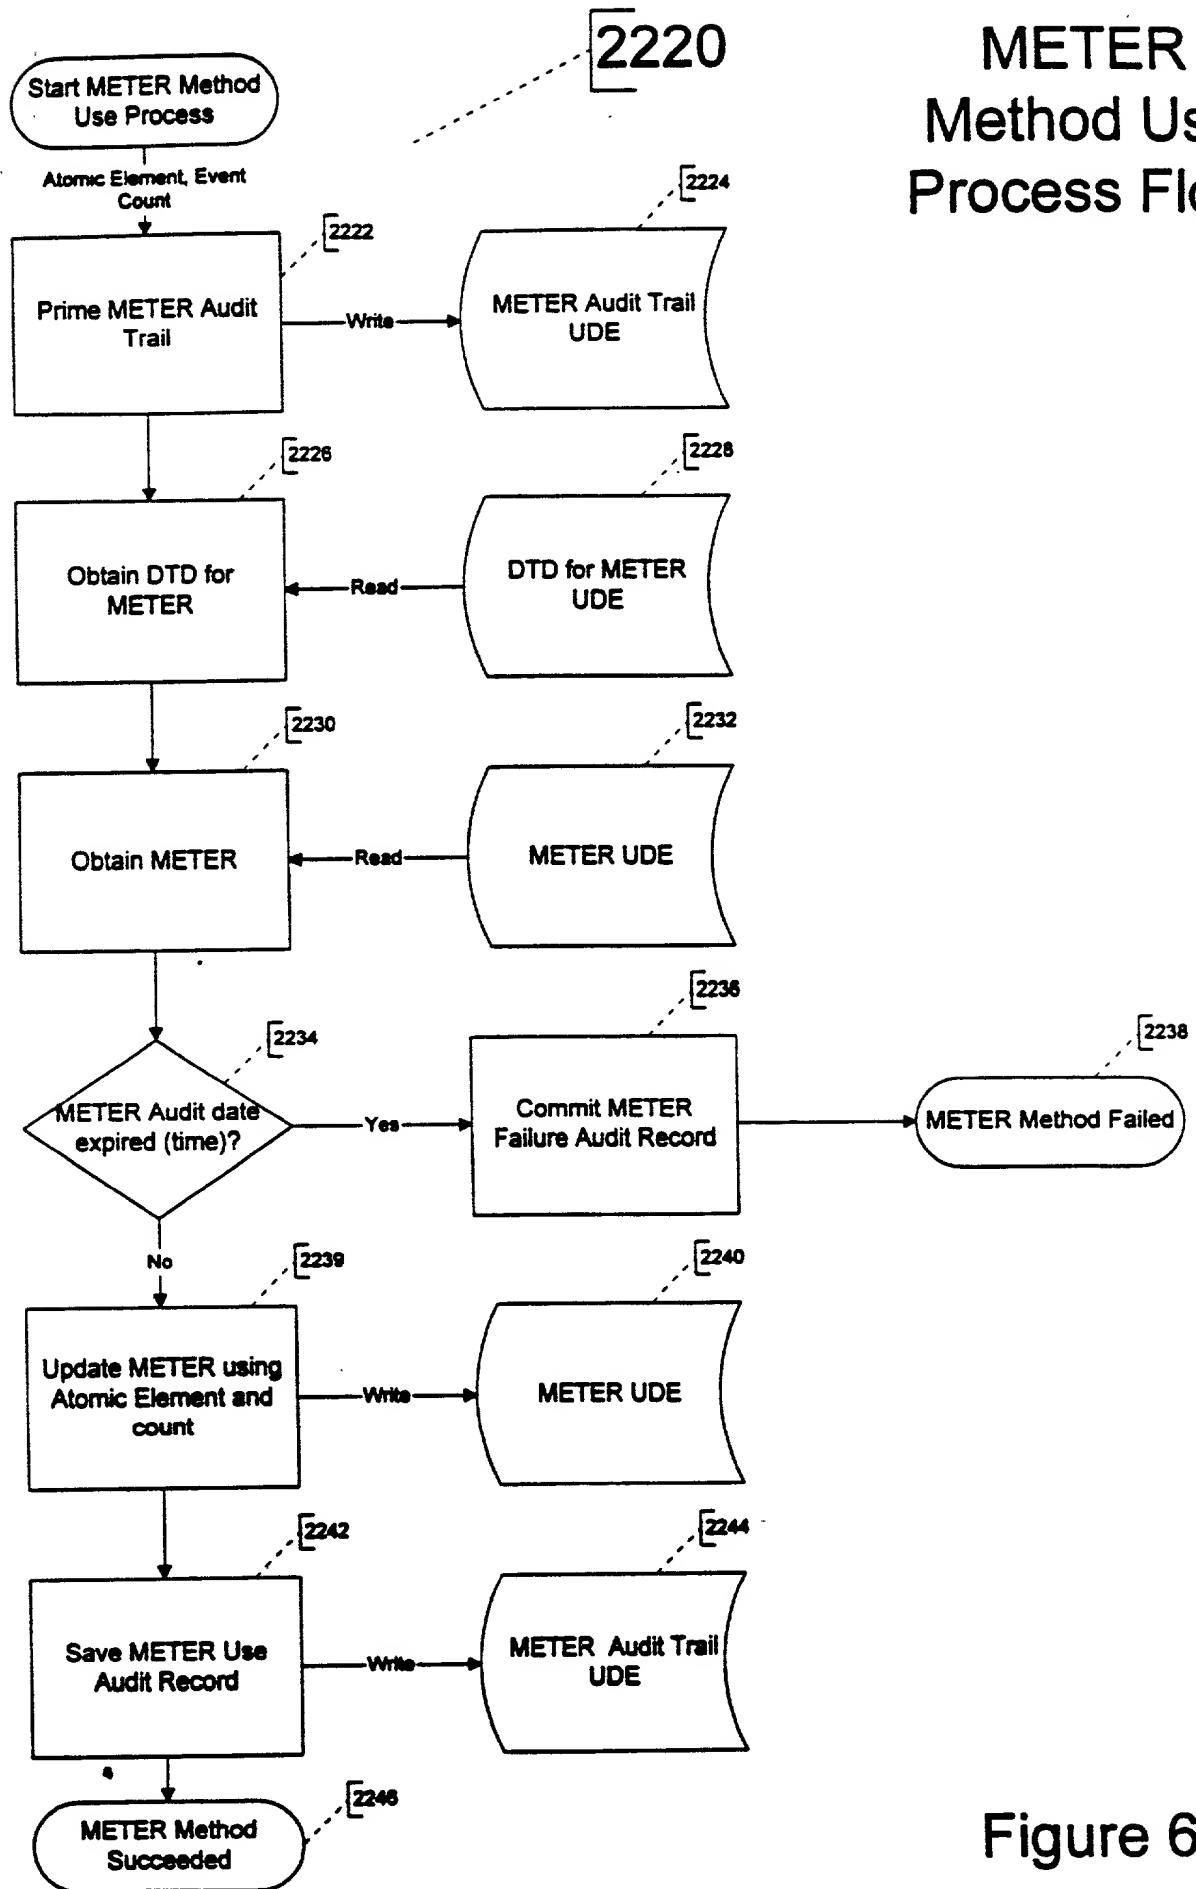 2220
METER
Method Us
Process Flo
Start METER Method
Use Process
Atomic Element, Event
Count
2222
2224
Prime METER Audit
Trail
Write
METER Audit Trail
UDE
2226
2228
Obtain DTD for
METER
Read
DTD for METER
UDE
2230
2232
Obtain METER
Read
METER UDE
2234
2236
2238
METER Audit date
expired (time)?
Yes
Commit METER
Failure Audit Record
METER Method Failed
No
2239
2240
Update METER using
Atomic Element and
count
Write
METER UDE
2242
2244
Save METER Use
Audit Record
Write
METER Audit Trail
UDE
2246
METER Method
Succeeded
Figure 6